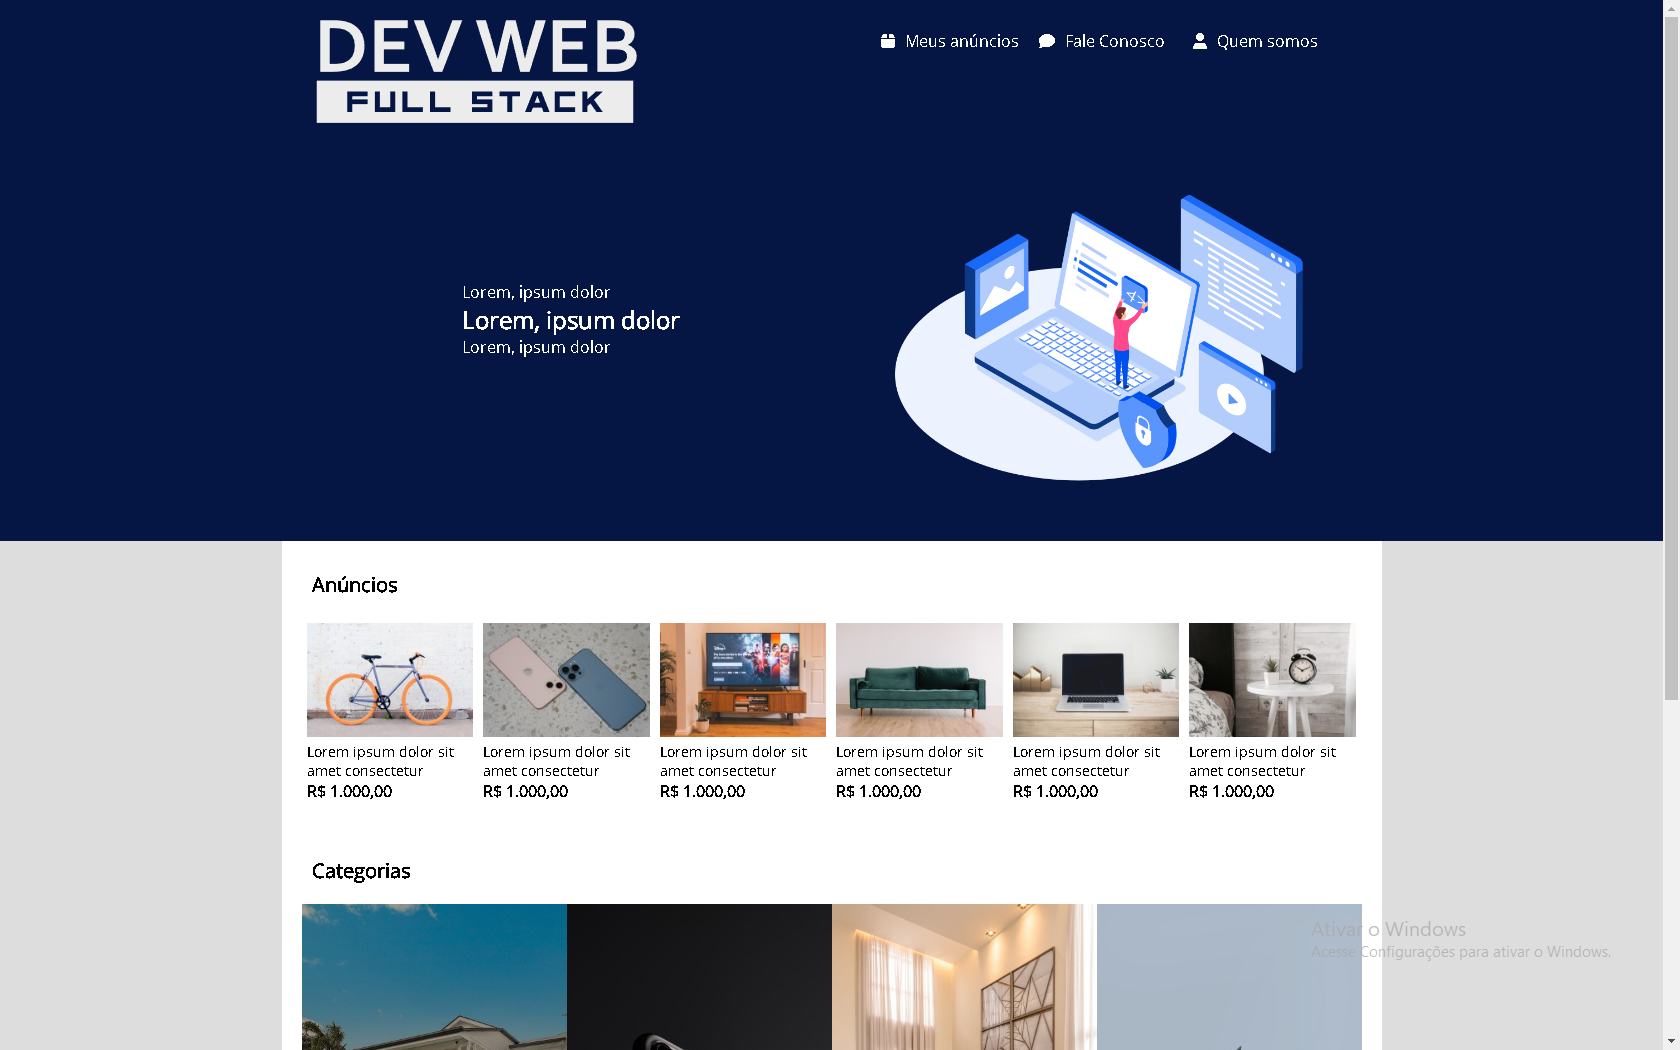 DEV WEB
FULL STACK
Meus anúncios
Fale Conosco
Quem somos
Lorem, ipsum dolor
Lorem, ipsum dolor
Lorem, ipsum dolor
Anúncios
Lorem ipsum dolor sit
amet consectetur
R$ 1.000,00
Lorem ipsum dolor sit
amet consectetur
R$ 1.000,00
Lorem ipsum dolor sit
amet consectetur
R$ 1.000,00
Lorem ipsum dolor sit
amet consectetur
R$ 1.000,00
Lorem ipsum dolor sit
amet consectetur
R$ 1.000,00
Lorem ipsum dolor sit
amet consectetur
R$ 1.000,00
Categorias
Ativar o Windows
Acesse Configurações para ativar o Windows.